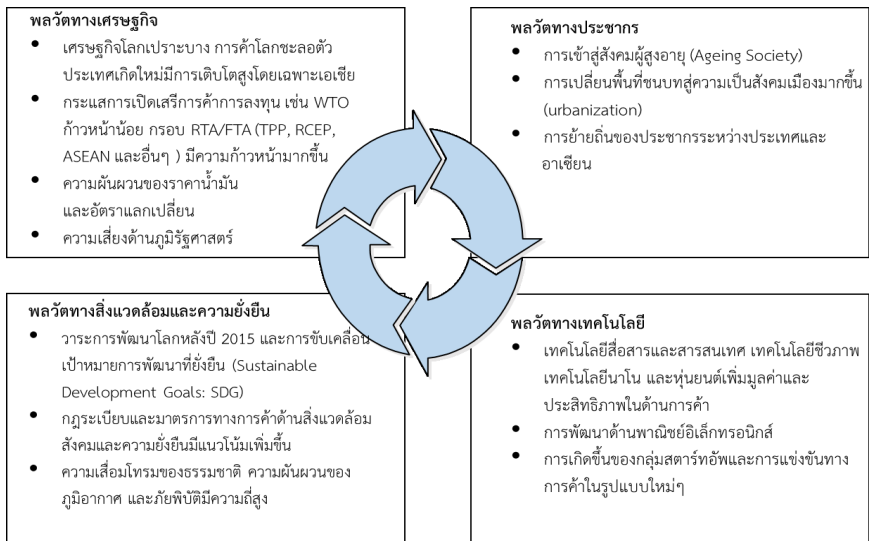 พลวัตทางเศรษฐกิจ
• เศรษฐกิจโลกเปราะบาง การค้าโลกชะลอตัว
ประเทศเกิดใหม่มีการเติบโตสูงโดยเฉพาะเอเชีย
• กระแสการเปิดเสรีการค้าการลงทุน เช่น WTO
ก้าวหน้าน้อย กรอบ RTA/FTA (TPP, RCEP,
ASEAN และอื่นๆ ) มีความก้าวหน้ามากขึ้น
• ความผันผวนของราคาน้ำมัน
และอัตราแลกเปลี่ยน
• ความเสี่ยงด้านภูมิรัฐศาสตร์
พลวัตทางประชากร
• การเข้าสู่สังคมผู้สูงอายุ (Ageing Society)
• การเปลี่ยนพื้นที่ชนบทสู่ความเป็นสังคมเมืองมากขึ้น
(urbanization)
• การย้ายถิ่นของประชากรระหว่างประเทศและ
อาเซียน
พลวัตทางสิ่งแวดล้อมและความยั่งยืน
• วาระการพัฒนาโลกหลังปี 2015 และการขับเคลื่อน
เป้าหมายการพัฒนาที่ยั่งยืน (Sustainable
Development Goals: SDG)
• กฎระเบียบและมาตรการทางการค้าด้านสิ่งแวดล้อม
สังคมและความยั่งยืนมีแนวโน้มเพิ่มขึ้น
• ความเสื่อมโทรมของธรรมชาติ ความผันผวนของ
ภูมิอากาศ และภัยพิบัติมีความถี่สูง
พลวัตทางเทคโนโลยี
• เทคโนโลยีสื่อสารและสารสนเทศ เทคโนโลยีชีวภาพ
เทคโนโลยีนาโน และหุ่นยนต์เพิ่มมูลค่าและ
ประสิทธิภาพในด้านการค้า
• การพัฒนาด้านพาณิชย์อิเล็กทรอนิกส์
• การเกิดขึ้นของกลุ่มสตาร์ทอัพและการแข่งขันทาง
การค้าในรูปแบบใหม่ๆ